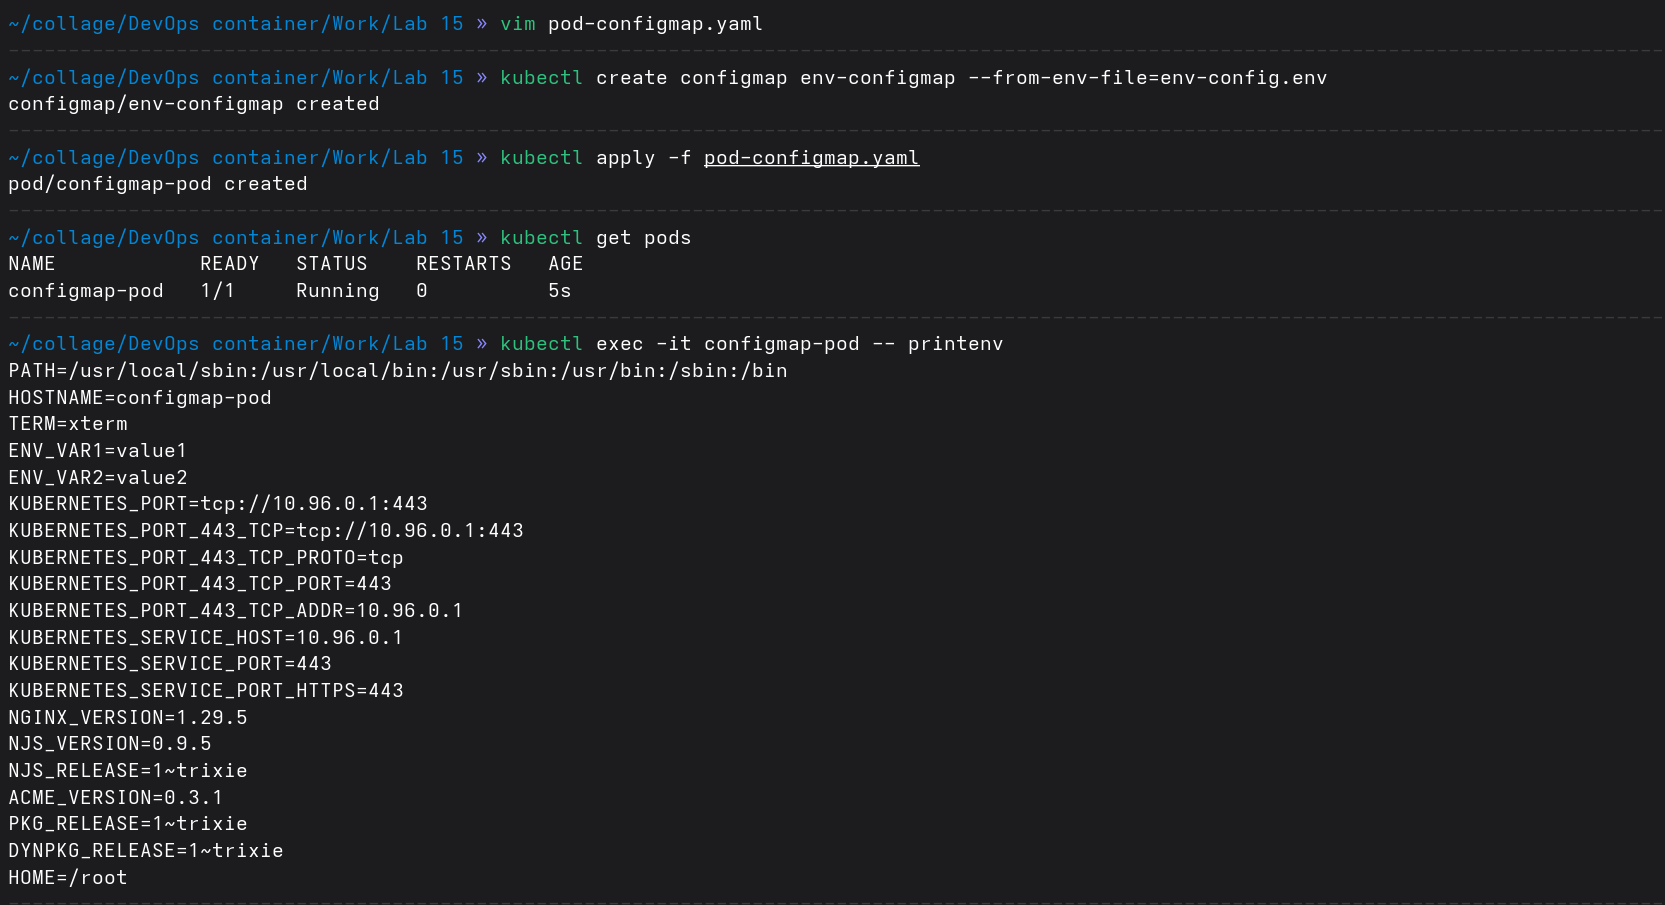 ~/collage/DevOps container/Work/Lab 15 » vim pod-configmap.yaml
~/collage/DevOps container/Work/Lab 15 » kubectl create configmap env-configmap --from-env-file=env-config.env
configmap/env-configmap created
~/collage/DevOps container/Work/Lab 15 » kubectl apply -f pod-configmap.yaml
pod/configmap-pod created
~/collage/DevOps container/Work/Lab 15 » kubectl get pods
NAME            READY   STATUS    RESTARTS   AGE
configmap-pod   1/1     Running   0          5s
~/collage/DevOps container/Work/Lab 15 » kubectl exec -it configmap-pod -- printenv
PATH=/usr/local/sbin:/usr/local/bin:/usr/sbin:/usr/bin:/sbin:/bin
HOSTNAME=configmap-pod
TERM=xterm
ENV_VAR1=value1
ENV_VAR2=value2
KUBERNETES_PORT=tcp://10.96.0.1:443
KUBERNETES_PORT_443_TCP=tcp://10.96.0.1:443
KUBERNETES_PORT_443_TCP_PROTO=tcp
KUBERNETES_PORT_443_TCP_PORT=443
KUBERNETES_PORT_443_TCP_ADDR=10.96.0.1
KUBERNETES_SERVICE_HOST=10.96.0.1
KUBERNETES_SERVICE_PORT=443
KUBERNETES_SERVICE_PORT_HTTPS=443
NGINX_VERSION=1.29.5
NJS_VERSION=0.9.5
NJS_RELEASE=1~trixie
ACME_VERSION=0.3.1
PKG_RELEASE=1~trixie
DYNPKG_RELEASE=1~trixie
HOME=/root